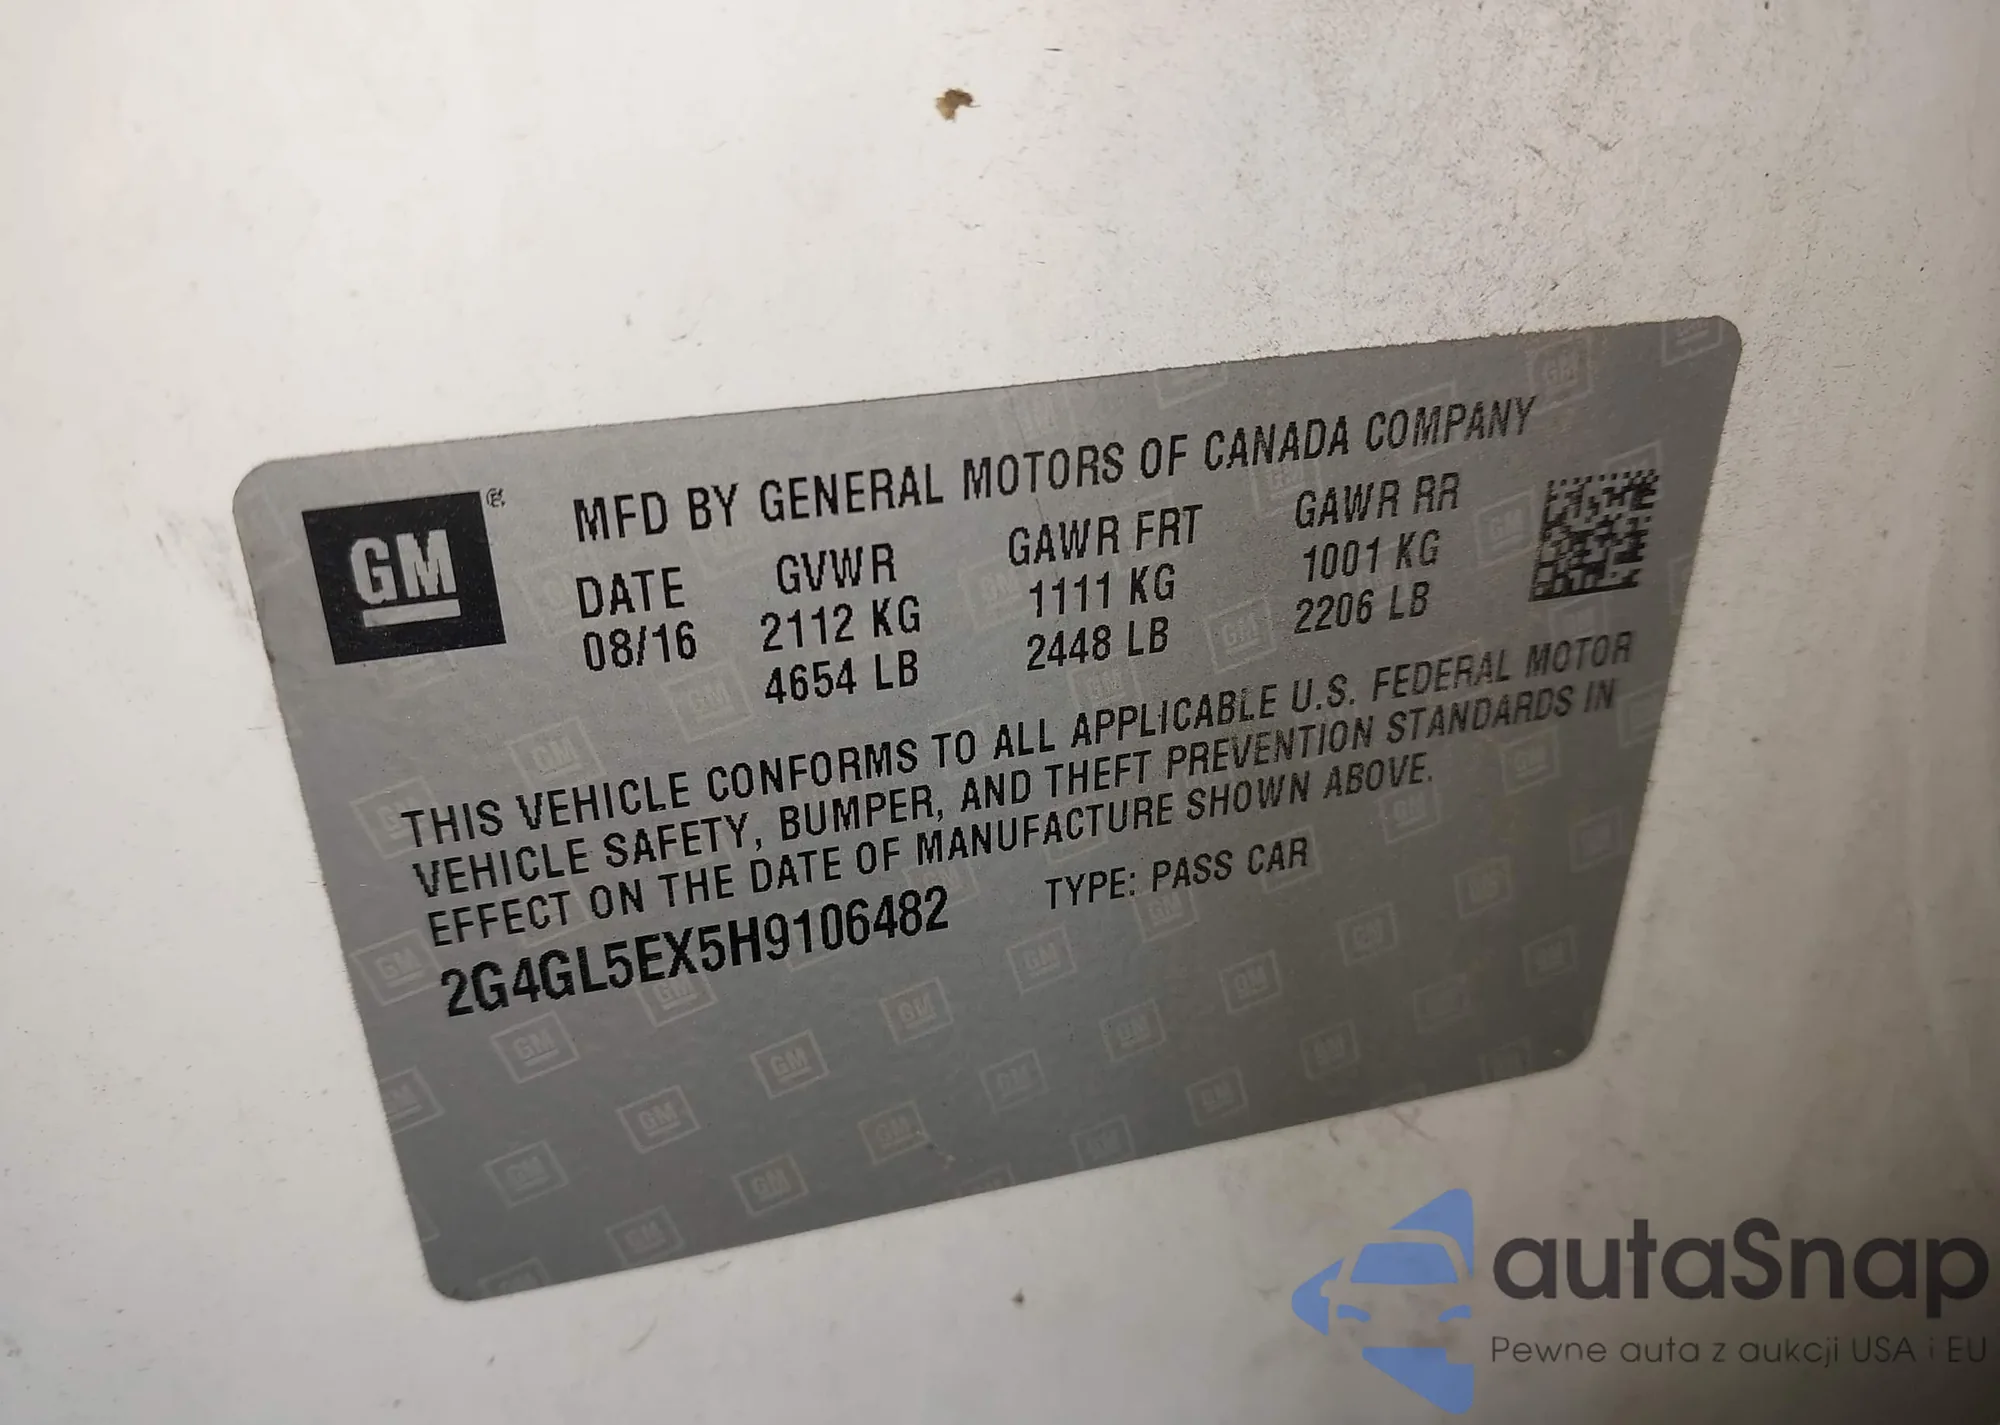 GM ®
MFD BY GENERAL MOTORS OF CANADA COMPANY
DATE GVWR GAWR FRT GAWR RR
08/16 2112 KG 1111 KG 1001 KG
4654 LB 2448 LB 2206 LB
THIS VEHICLE CONFORMS TO ALL APPLICABLE U.S. FEDERAL MOTOR
VEHICLE SAFETY, BUMPER, AND THEFT PREVENTION STANDARDS IN
EFFECT ON THE DATE OF MANUFACTURE SHOWN ABOVE.
2G4GL5EX5H9106482 TYPE: PASS CAR
autaSnap
Pewne auta z aukcji USA i EU